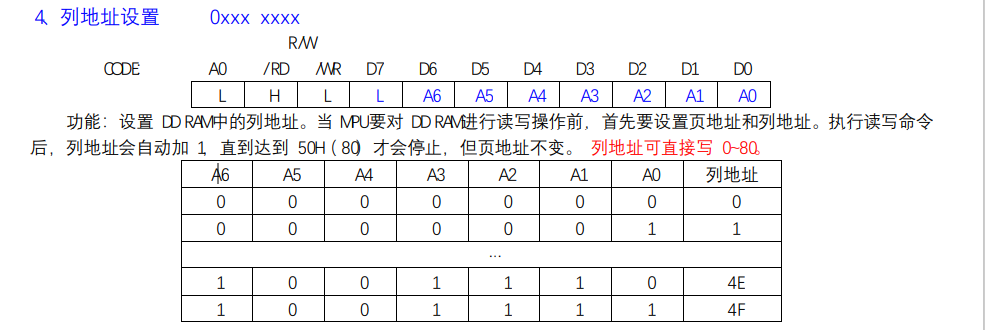 4、列地址设置 0xxx xxxx
R/W
CODE: A0 /RD /WR D7 D6 D5 D4 D3 D2 D1 D0
L H L L A6 A5 A4 A3 A2 A1 A0
功能：设置 DD RAM中的列地址。当 MPU要对 DD RAM进行读写操作前，首先要设置页地址和列地址。执行读写命令
后，列地址会自动加 1，直到达到 50H（80）才会停止，但页地址不变。 列地址可直接写 0~80。
A6 A5 A4 A3 A2 A1 A0 列地址
0 0 0 0 0 0 0 0
0 0 0 0 0 0 1 1
...
1 0 0 1 1 1 0 4E
1 0 0 1 1 1 1 4F